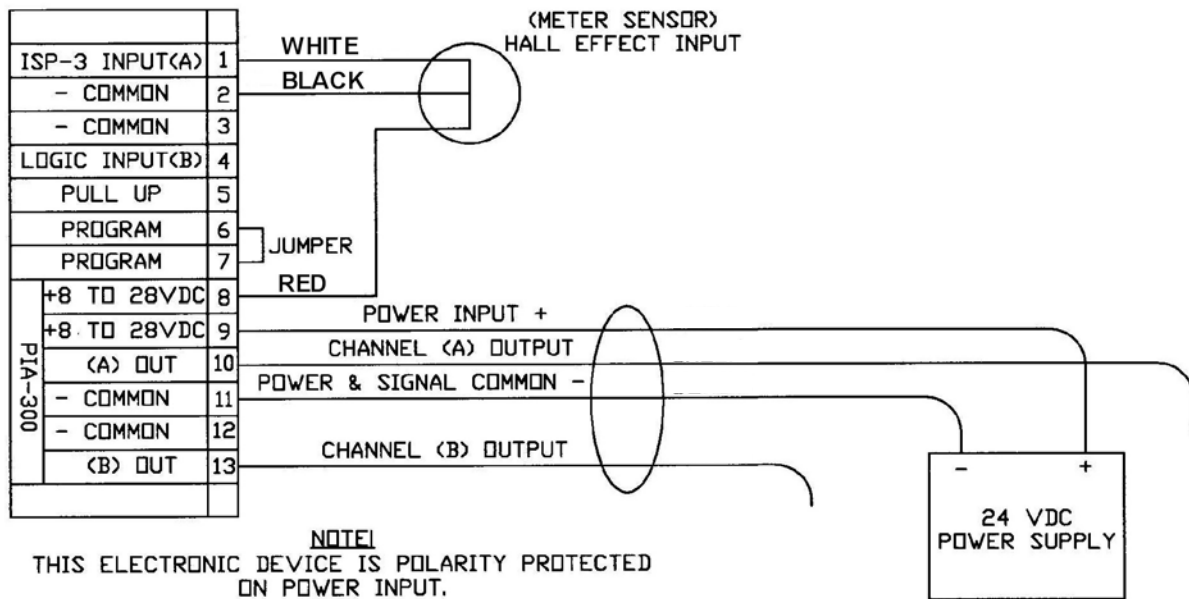 (METER SENSOR)
HALL EFFECT INPUT
ISP-3 INPUT(A) 1
WHITE
- COMMON 2
BLACK
- COMMON 3
LOGIC INPUT(B) 4
PULL UP 5
PROGRAM 6
JUMPER
PROGRAM 7
PIA-300
+8 TO 28VDC 8
RED
+8 TO 28VDC 9
POWER INPUT +
(A) OUT 10
CHANNEL (A) OUTPUT
- COMMON 11
POWER & SIGNAL COMMON -
- COMMON 12
(B) OUT 13
CHANNEL (B) OUTPUT
- +
24 VDC
POWER SUPPLY
NOTE!
THIS ELECTRONIC DEVICE IS POLARITY PROTECTED
ON POWER INPUT.